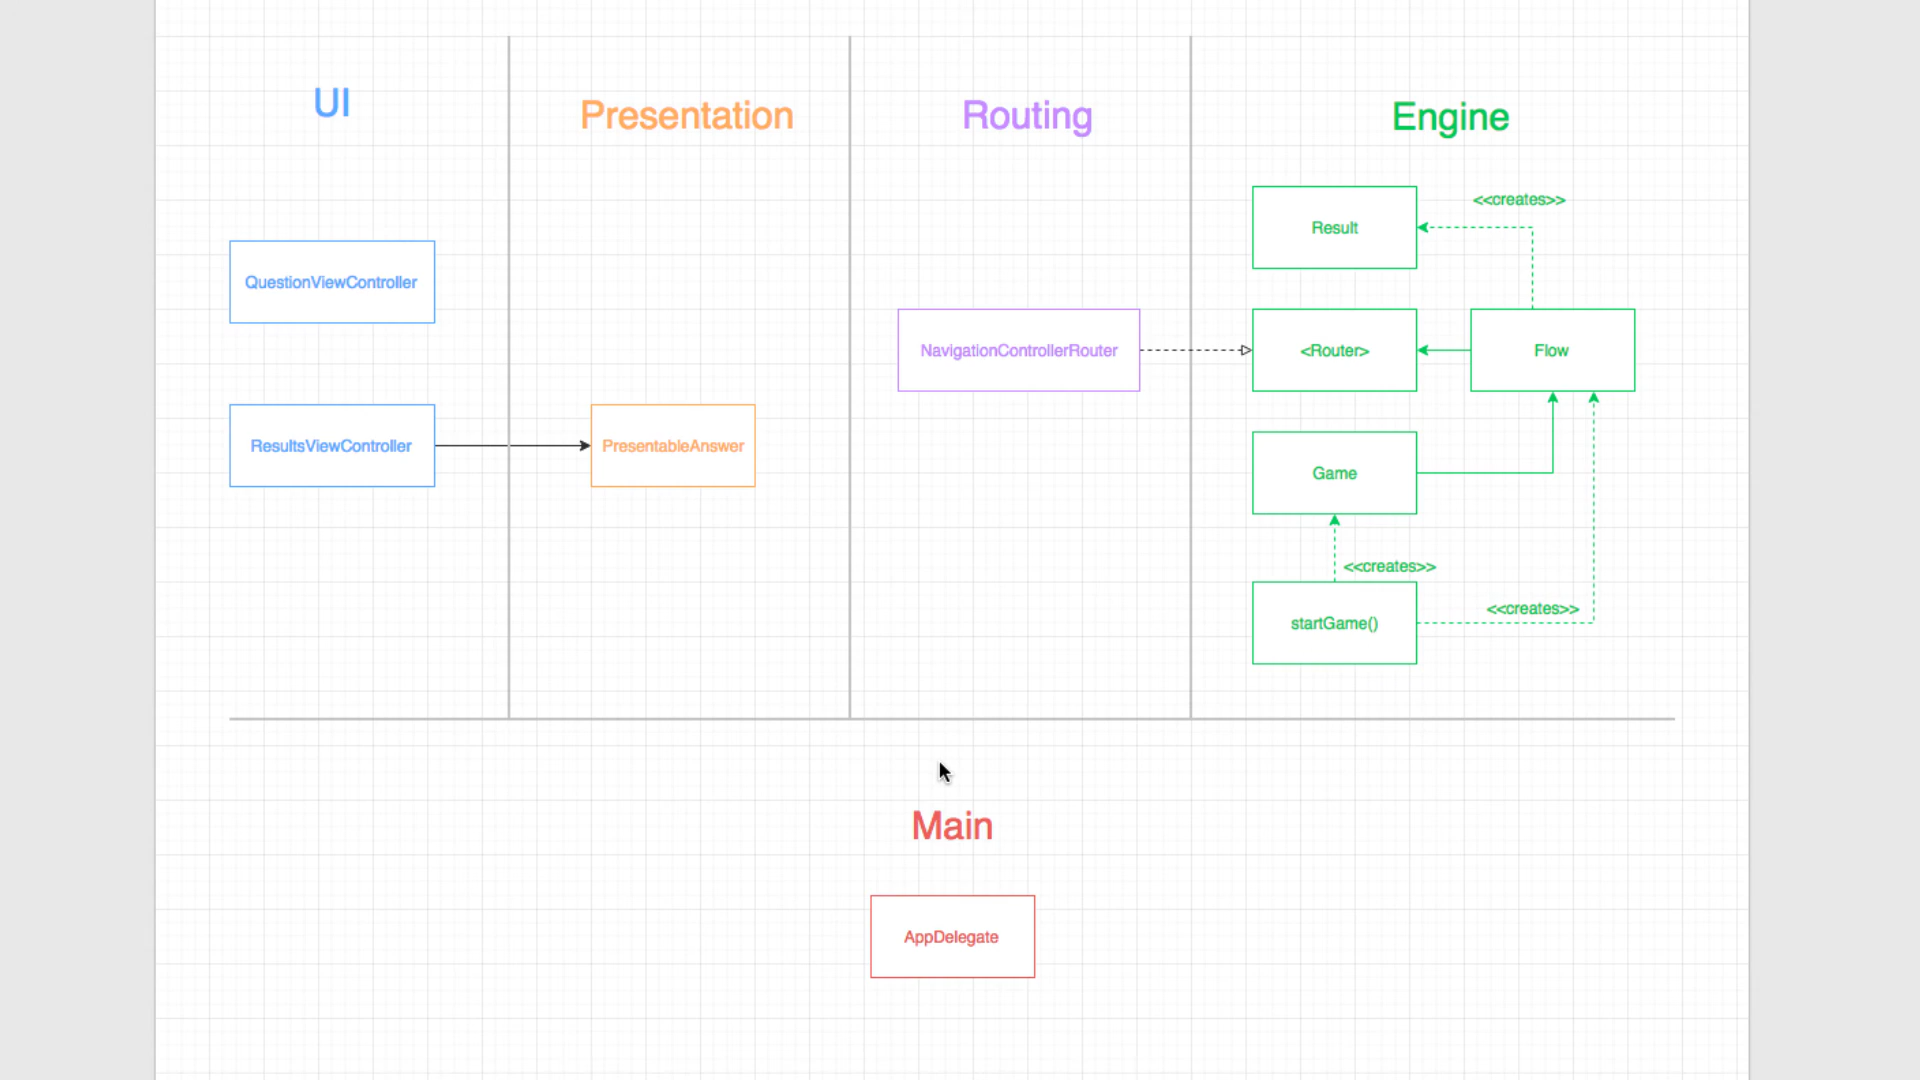 UI
Presentation
Routing
Engine
<<creates>>
Result
QuestionViewController
NavigationControllerRouter
<Router>
Flow
ResultsViewController
PresentableAnswer
Game
<<creates>>
<<creates>>
startGame()
Main
AppDelegate